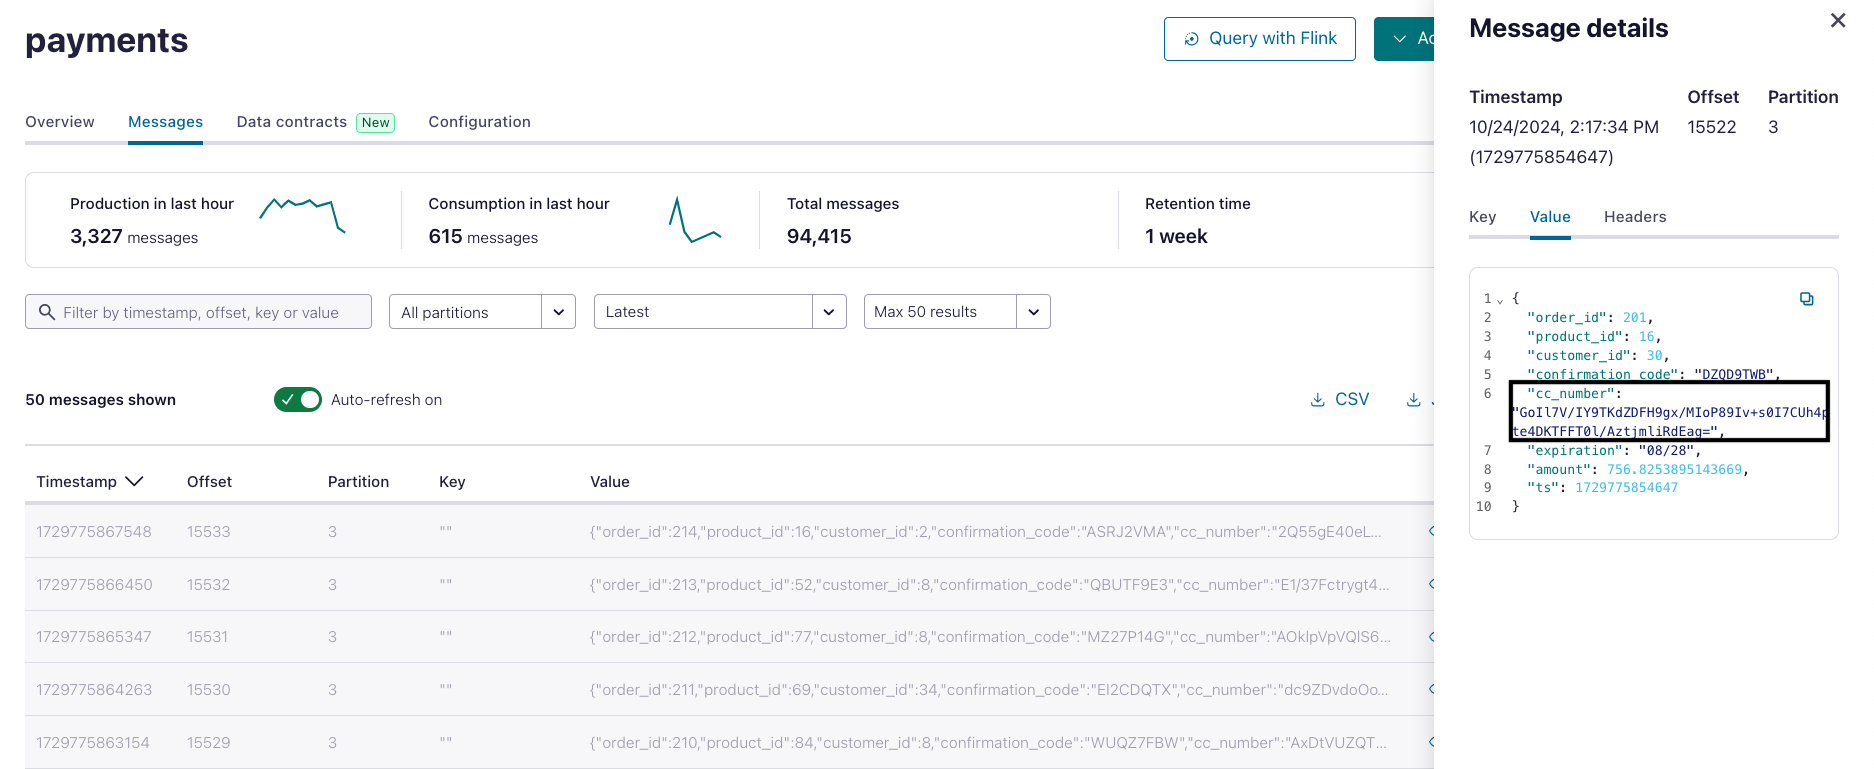 payments
Query with Flink
Overview
Messages
Data contracts New
Configuration
Production in last hour
3,327 messages
Consumption in last hour
615 messages
Total messages
94,415
Retention time
1 week
Filter by timestamp, offset, key or value
All partitions
Latest
Max 50 results
50 messages shown
Auto-refresh on
CSV
Timestamp Offset Partition Key Value
1729775867548 15533 3 "" {"order_id":214,"product_id":16,"customer_id":2,"confirmation_code":"ASRJ2VMA","cc_number":"2Q55gE40eL...
1729775866450 15532 3 "" {"order_id":213,"product_id":52,"customer_id":8,"confirmation_code":"QBUTF9E3","cc_number":"E1/37Fctrygt4...
1729775865347 15531 3 "" {"order_id":212,"product_id":77,"customer_id":8,"confirmation_code":"MZ27P14G","cc_number":"AOklpVpVQlS6...
1729775864263 15530 3 "" {"order_id":211,"product_id":69,"customer_id":34,"confirmation_code":"EI2CDQTX","cc_number":"dc9ZDvdoOo...
1729775863154 15529 3 "" {"order_id":210,"product_id":84,"customer_id":8,"confirmation_code":"WUQZ7FBW","cc_number":"AxDtVUZQT...
Message details
Timestamp Offset Partition
10/24/2024, 2:17:34 PM 15522 3
(1729775854647)
Key Value Headers
1 {
2 "order_id": 201,
3 "product_id": 16,
4 "customer_id": 30,
5 "confirmation_code": "DZQD9TWB",
6 "cc_number":
"GoIl7V/IY9TKdZDFH9gx/MIoP89Iv+s0I7CUh4p
te4DKTFFT0l/AztjmliRdEag=",
7 "expiration": "08/28",
8 "amount": 756.8253895143669,
9 "ts": 1729775854647
10 }